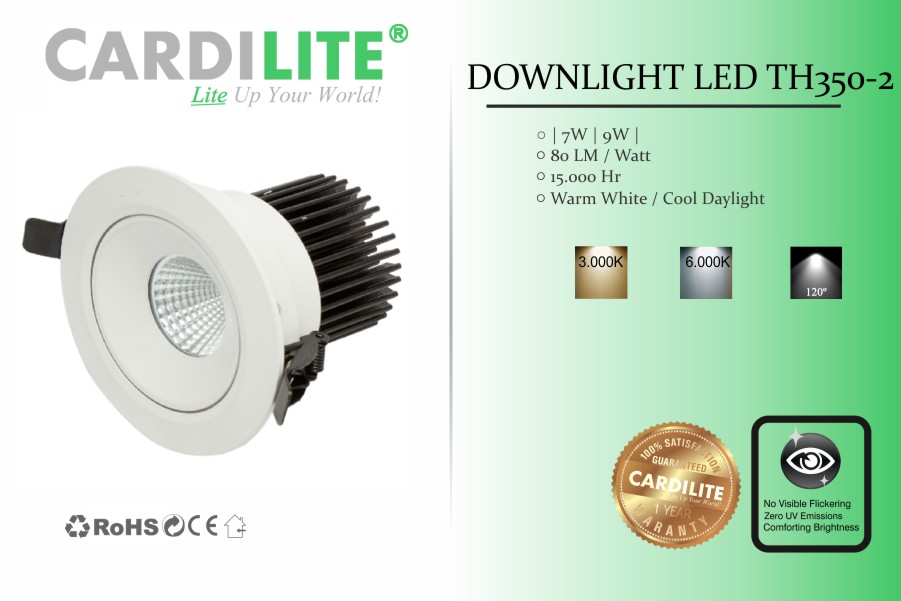 CARDILITE®
Lite Up Your World!
DOWNLIGHT LED TH350-2
| 7W | 9W |
80 LM / Watt
15.000 Hr
Warm White / Cool Daylight
3.000K
6.000K
120°
100% SATISFACTION
GUARANTEED
CARDILITE
Lite Up Your World!
1 YEAR
WARANTY
No Visible Flickering
Zero UV Emissions
Comforting Brightness
RoHS CE